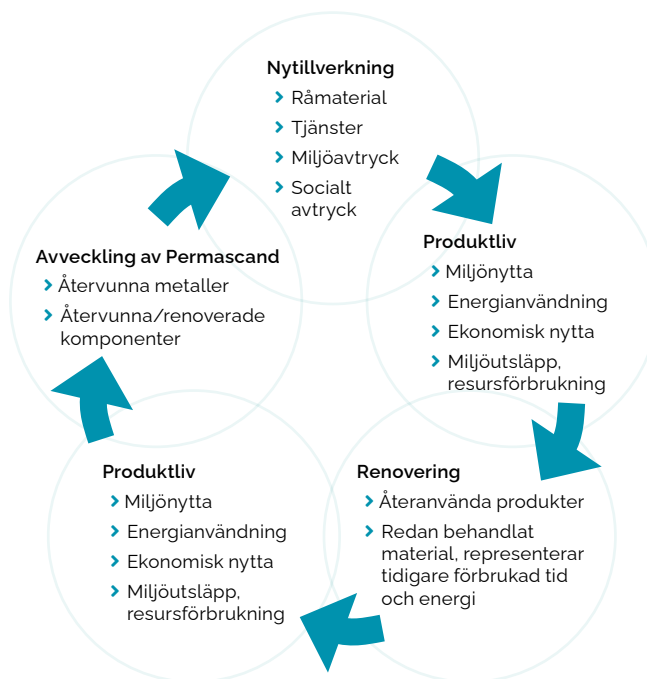 Nytillverkning
Råmaterial
Tjänster
Miljöavtryck
Socialt
avtryck
Produktliv
Miljönytta
Energianvändning
Ekonomisk nytta
Miljöutsläpp,
resursförbrukning
Renovering
Återanvända produkter
Redan behandlat
material, representerar
tidigare förbrukad tid
och energi
Produktliv
Miljönytta
Energianvändning
Ekonomisk nytta
Miljöutsläpp,
resursförbrukning
Avveckling av Permascand
Återvunna metaller
Återvunna/renoverade
komponenter